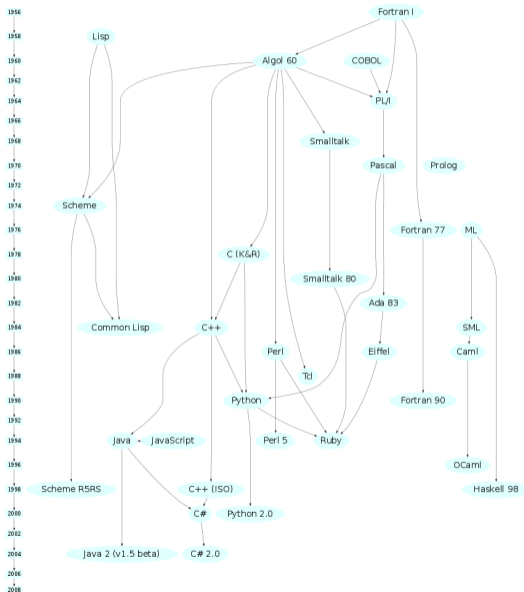 1956
Fortran I
1958
Lisp
1960
Algol 60
COBOL
1962
1964
PL/I
1966
1968
Smalltalk
1970
Pascal
Prolog
1972
1974
Scheme
1976
Fortran 77
ML
1978
C (K&R)
1980
Smalltalk 80
1982
Ada 83
1984
Common Lisp
C++
SML
1986
Perl
Eiffel
Caml
1988
Tcl
1990
Python
Fortran 90
1992
1994
Java
JavaScript
Perl 5
Ruby
1996
OCaml
1998
Scheme R5RS
C++ (ISO)
Haskell 98
2000
C#
Python 2.0
2002
2004
Java 2 (v1.5 beta)
C# 2.0
2006
2008